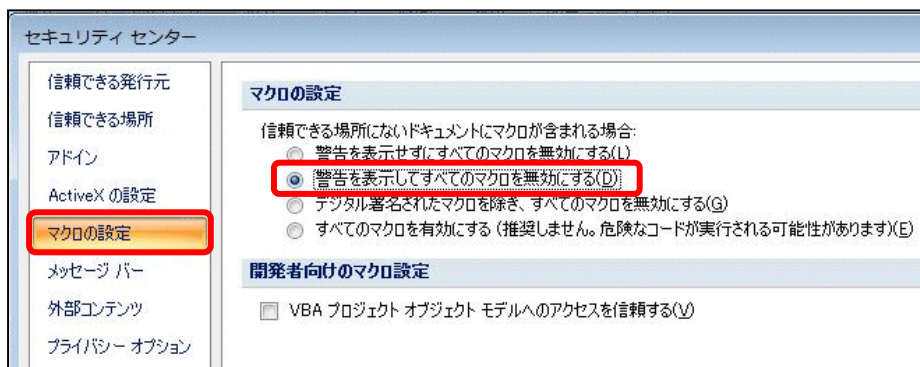 セキュリティ センター
信頼できる発行元
信頼できる場所
アドイン
ActiveX の設定
マクロの設定
メッセージ バー
外部コンテンツ
プライバシー オプション
マクロの設定
信頼できる場所にないドキュメントにマクロが含まれる場合:
警告を表示せずにすべてのマクロを無効にする(L)
警告を表示してすべてのマクロを無効にする(D)
デジタル署名されたマクロを除き、すべてのマクロを無効にする(G)
すべてのマクロを有効にする (推奨しません。危険なコードが実行される可能性があります)(E)
開発者向けのマクロ設定
VBA プロジェクト オブジェクト モデルへのアクセスを信頼する(V)